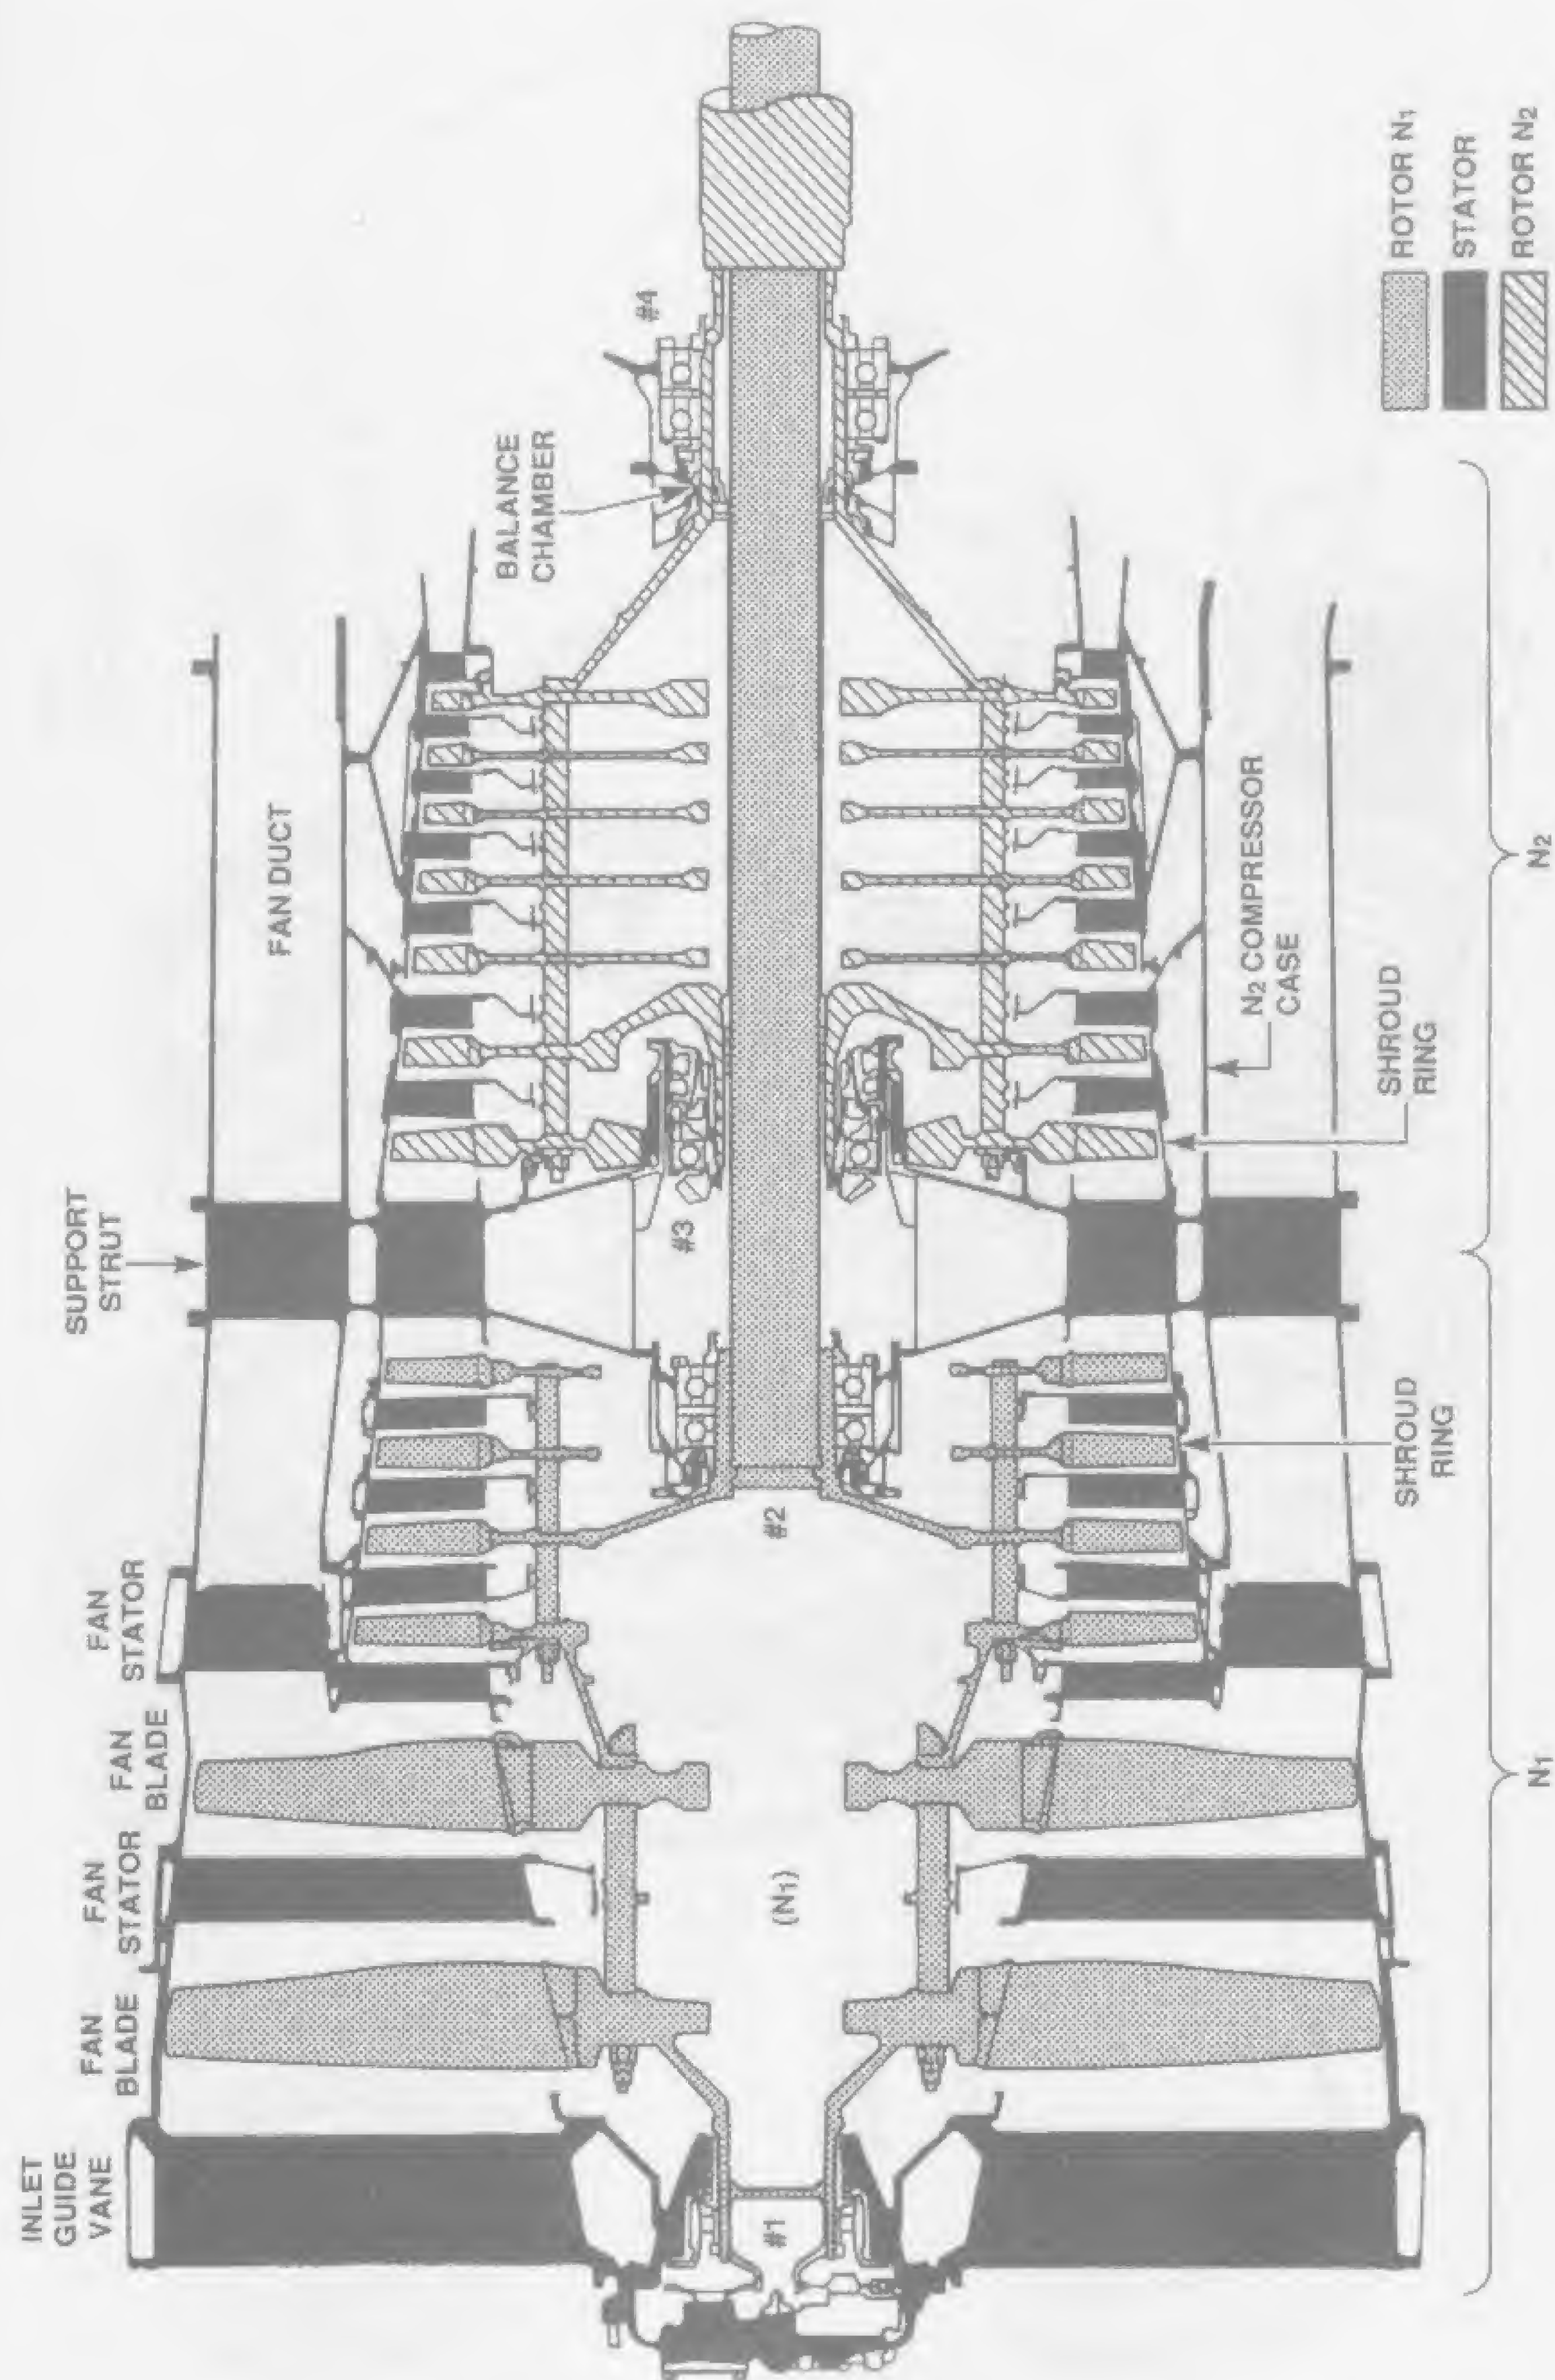 INLET
GUIDE
VANE
FAN
BLADE
FAN
STATOR
FAN
BLADE
FAN
STATOR
SUPPORT
STRUT
FAN DUCT
BALANCE
CHAMBER
#1
(N1)
#2
#3
#4
SHROUD
RING
SHROUD
RING
N2 COMPRESSOR
CASE
N1
N2
ROTOR N1
STATOR
ROTOR N2